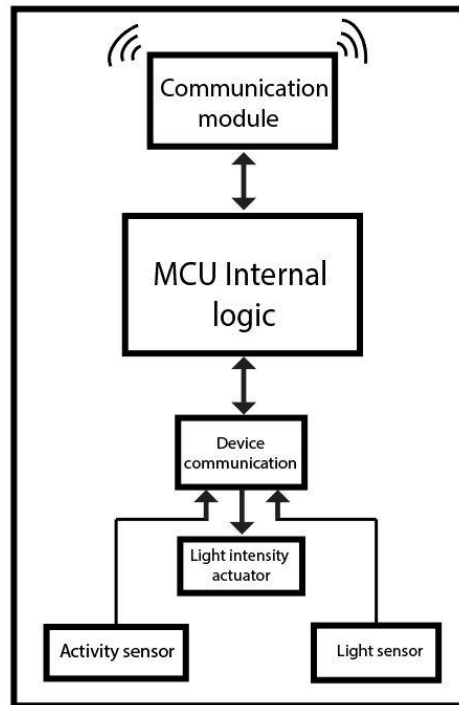 Communication
module
MCU Internal
logic
Device
communication
Light intensity
actuator
Activity sensor
Light sensor